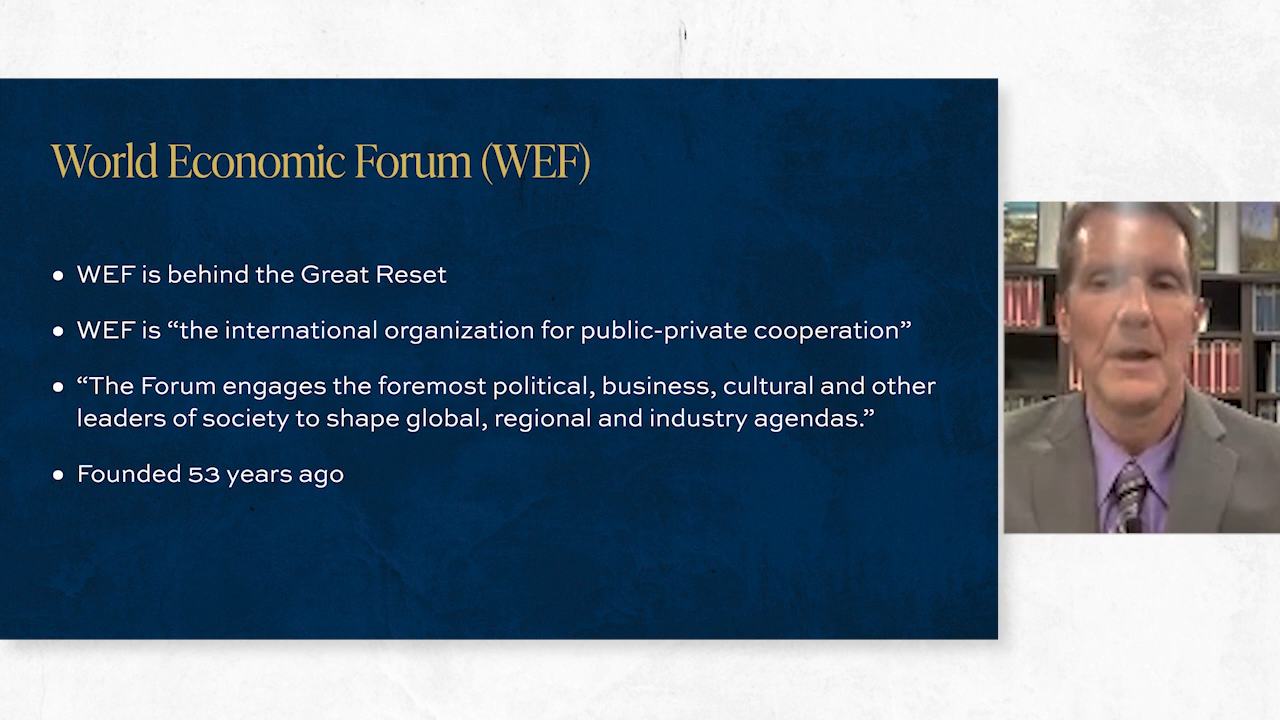 World Economic Forum (WEF)
• WEF is behind the Great Reset
• WEF is “the international organization for public-private cooperation”
• “The Forum engages the foremost political, business, cultural and other
leaders of society to shape global, regional and industry agendas.”
• Founded 53 years ago